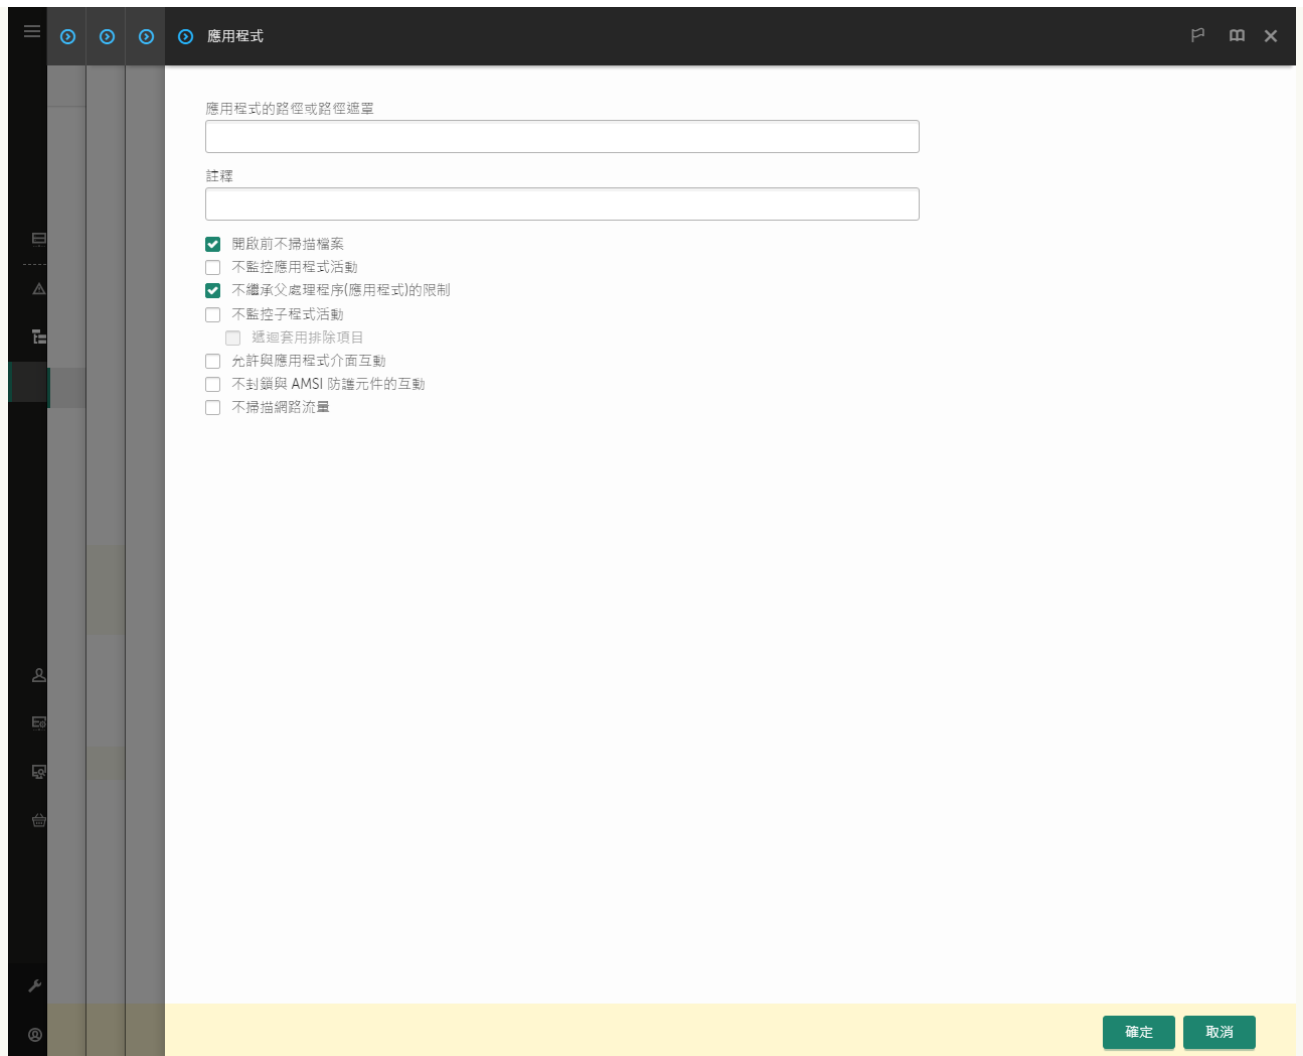 應用程式
應用程式的路徑或路徑遮罩
註釋
開啟前不掃描檔案
不監控應用程式活動
不繼承父處理程序(應用程式)的限制
不監控子程式活動
遞迴套用排除項目
允許與應用程式介面互動
不封鎖與 AMSI 防護元件的互動
不掃描網路流量
確定
取消